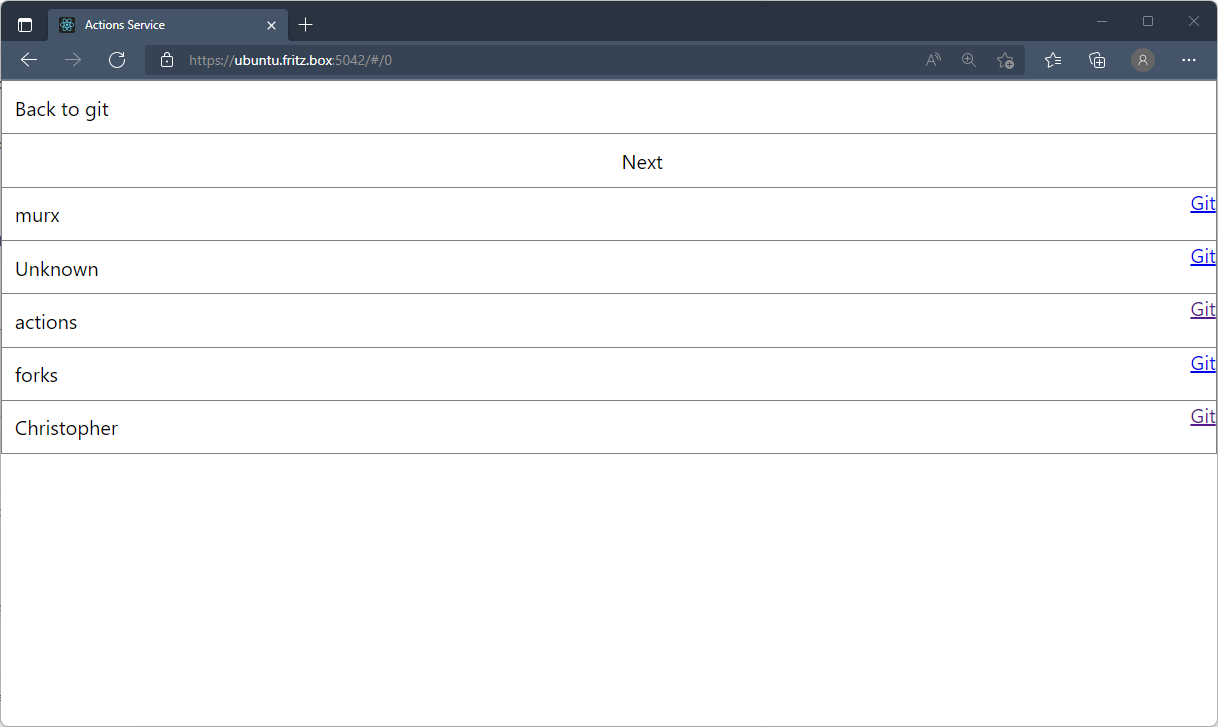 Actions Service
https://ubuntu.fritz.box:5042/#/0
Back to git
Next
murx Git
Unknown Git
actions Git
forks Git
Christopher Git